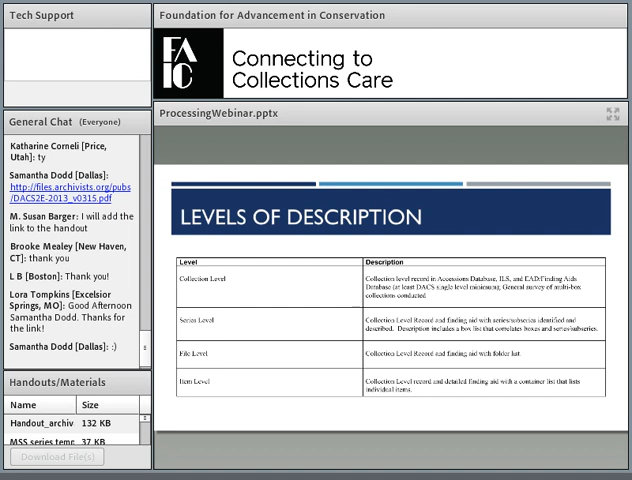 Tech Support
General Chat (Everyone)
Katharine Corneli [Price,
Utah]: ty
Samantha Dodd [Dallas]:
http://files.archivists.org/pubs
/DACS2E-2013_v0315.pdf
M. Susan Barger: I will add the
link to the handout
Brooke Mealey [New Haven,
CT]: thank you
L B [Boston]: Thank you!
Lora Tompkins [Excelsior
Springs, MO]: Good Afternoon
Samantha Dodd. Thanks for
the link!
Samantha Dodd [Dallas]: :)
Handouts/Materials
Name Size
Handout_archiv 132 KB
MSS series temp 37 KB
Download File(s)
Foundation for Advancement in Conservation
FAIC
Connecting to
Collections Care
ProcessingWebinar.pptx
LEVELS OF DESCRIPTION
Level Description
Collection Level Collection level record in Accessions Database, ILS, and EAD/Finding Aids
Database (at least DACS single level minimum); General survey of multi-box
collections conducted
Series Level Collection Level Record and finding aid with series/subseries identified and
described. Description includes a box list that correlates boxes and series/subseries.
File Level Collection Level Record and finding aid with folder list.
Item Level Collection Level record and detailed finding aid with a container list that lists
individual items.